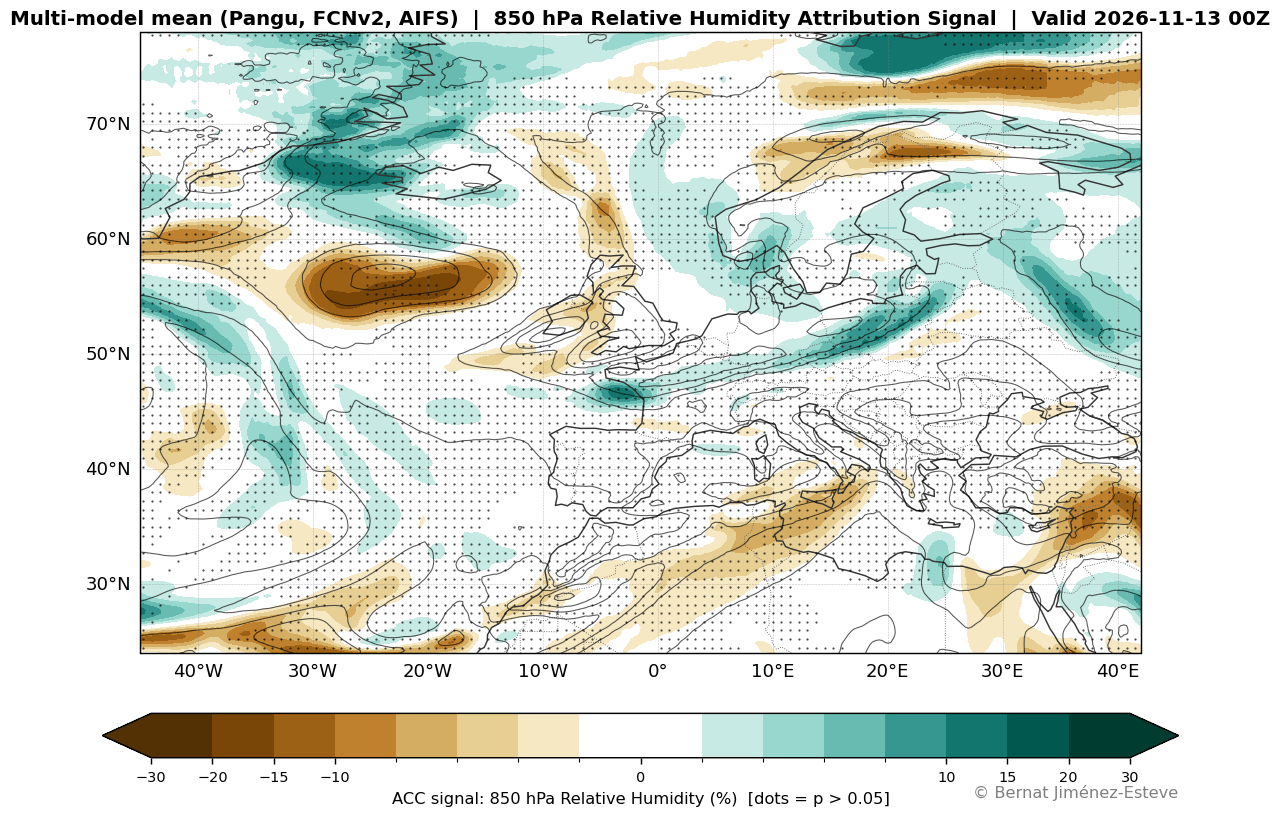 Multi-model mean (Pangu, FCNv2, AIFS)  |  850 hPa Relative Humidity Attribution Signal  |  Valid 2026-11-13 00Z
70°N
60°N
50°N
40°N
30°N
40°W 30°W 20°W 10°W 0° 10°E 20°E 30°E 40°E
−30 −20 −15 −10 0 10 15 20 30
ACC signal: 850 hPa Relative Humidity (%)  [dots = p > 0.05]
© Bernat Jiménez-Esteve